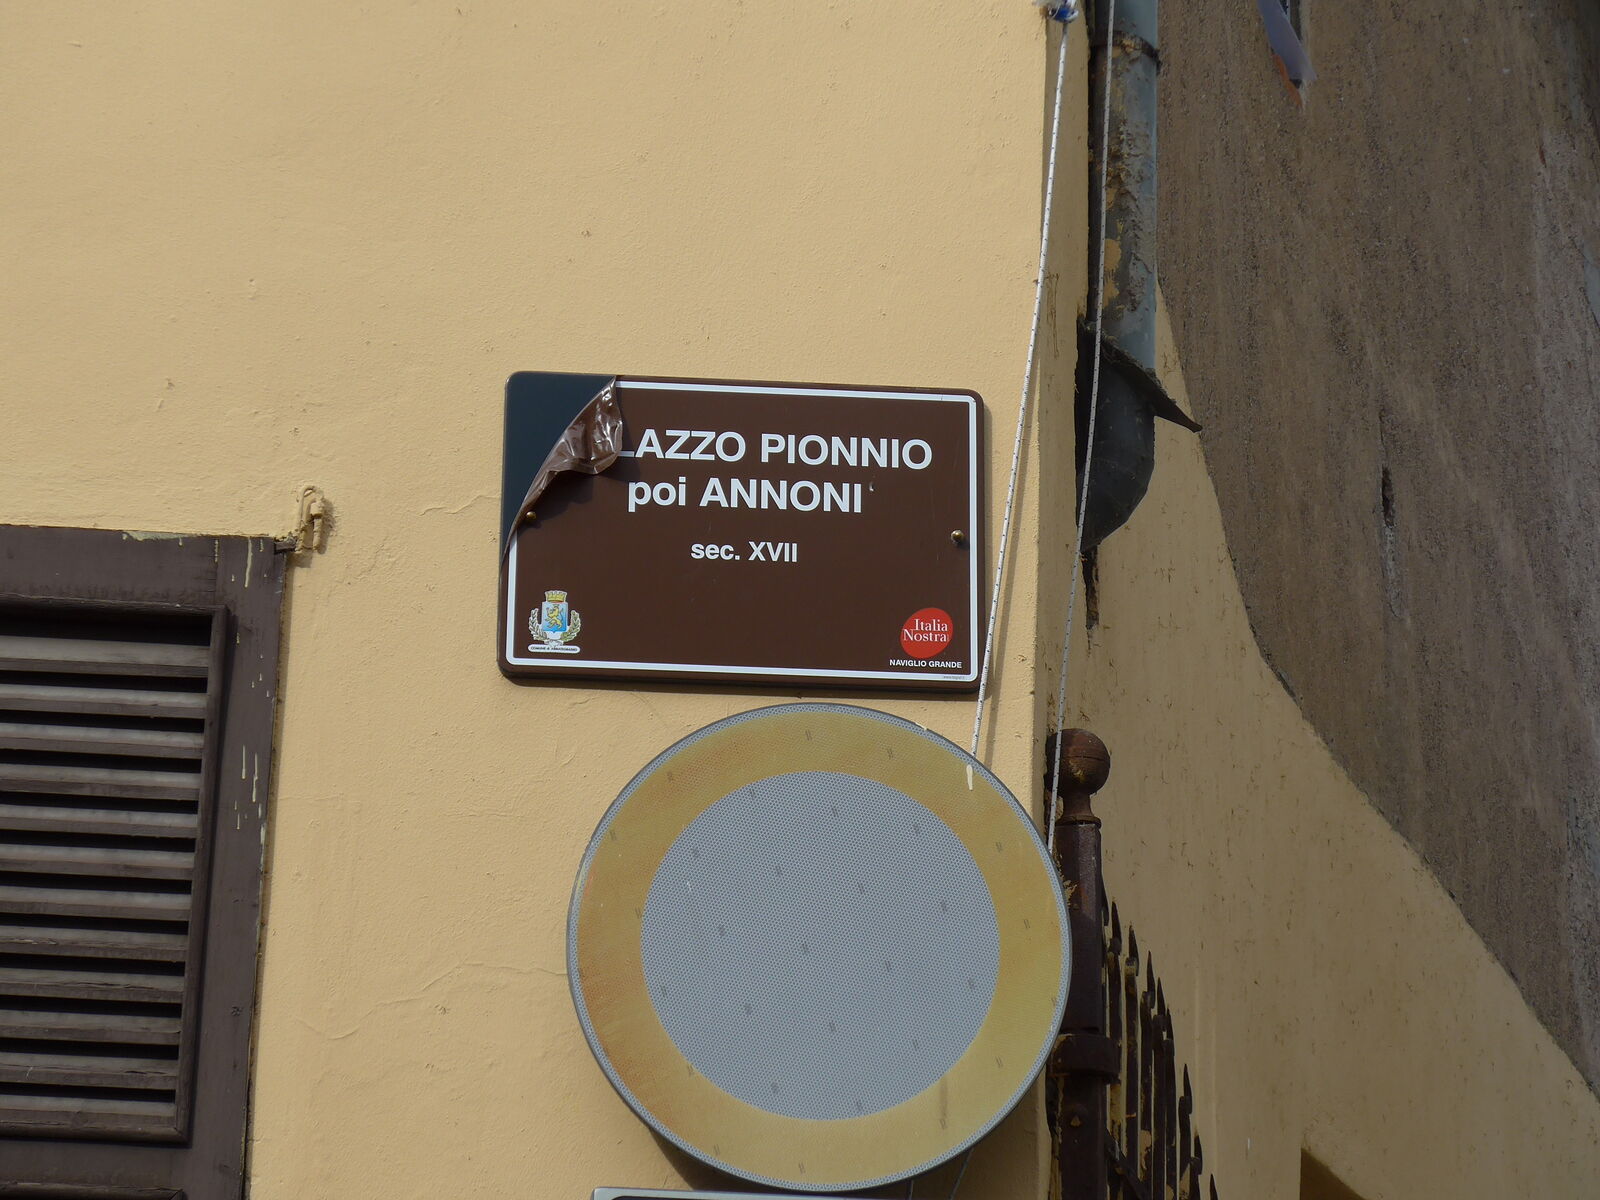 LAZZO PIONNIO
poi ANNONI
sec. XVII
Italia
Nostra
NAVIGLIO GRANDE